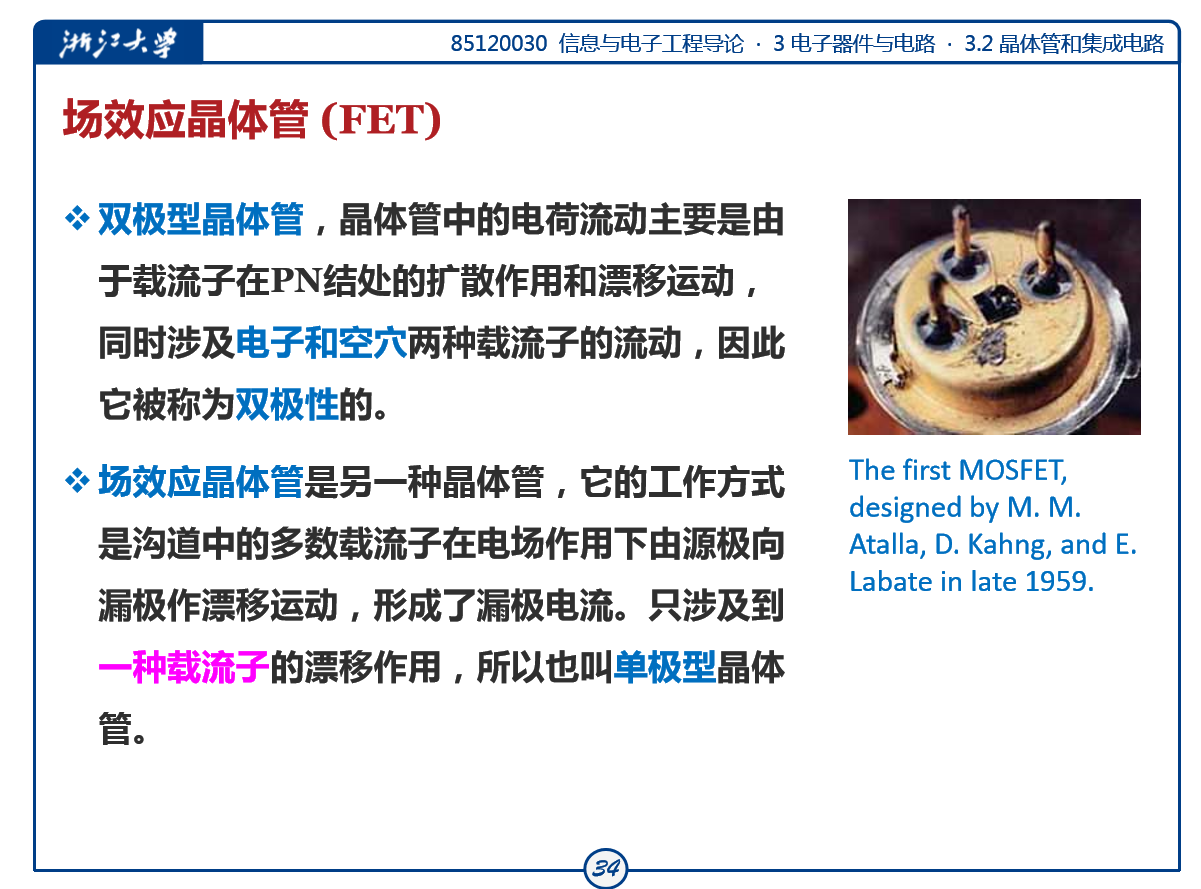 浙江大学
85120030 信息与电子工程导论 · 3 电子器件与电路 · 3.2 晶体管和集成电路
场效应晶体管 (FET)
双极型晶体管，晶体管中的电荷流动主要是由
于载流子在PN结处的扩散作用和漂移运动，
同时涉及电子和空穴两种载流子的流动，因此
它被称为双极性的。
场效应晶体管是另一种晶体管，它的工作方式
是沟道中的多数载流子在电场作用下由源极向
漏极作漂移运动，形成了漏极电流。只涉及到
一种载流子的漂移作用，所以也叫单极型晶体
管。
The first MOSFET,
designed by M. M.
Atalla, D. Kahng, and E.
Labate in late 1959.
34